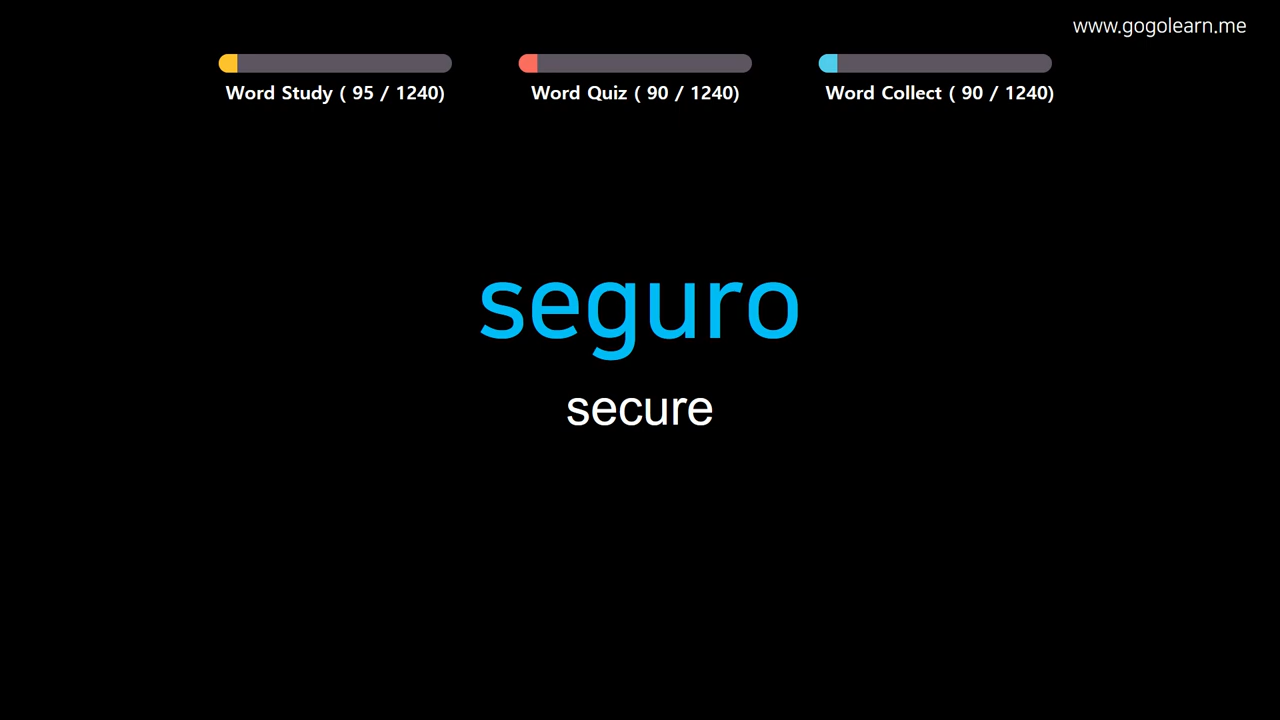 www.gogolearn.me
Word Study ( 95 / 1240)
Word Quiz ( 90 / 1240)
Word Collect ( 90 / 1240)
seguro
secure